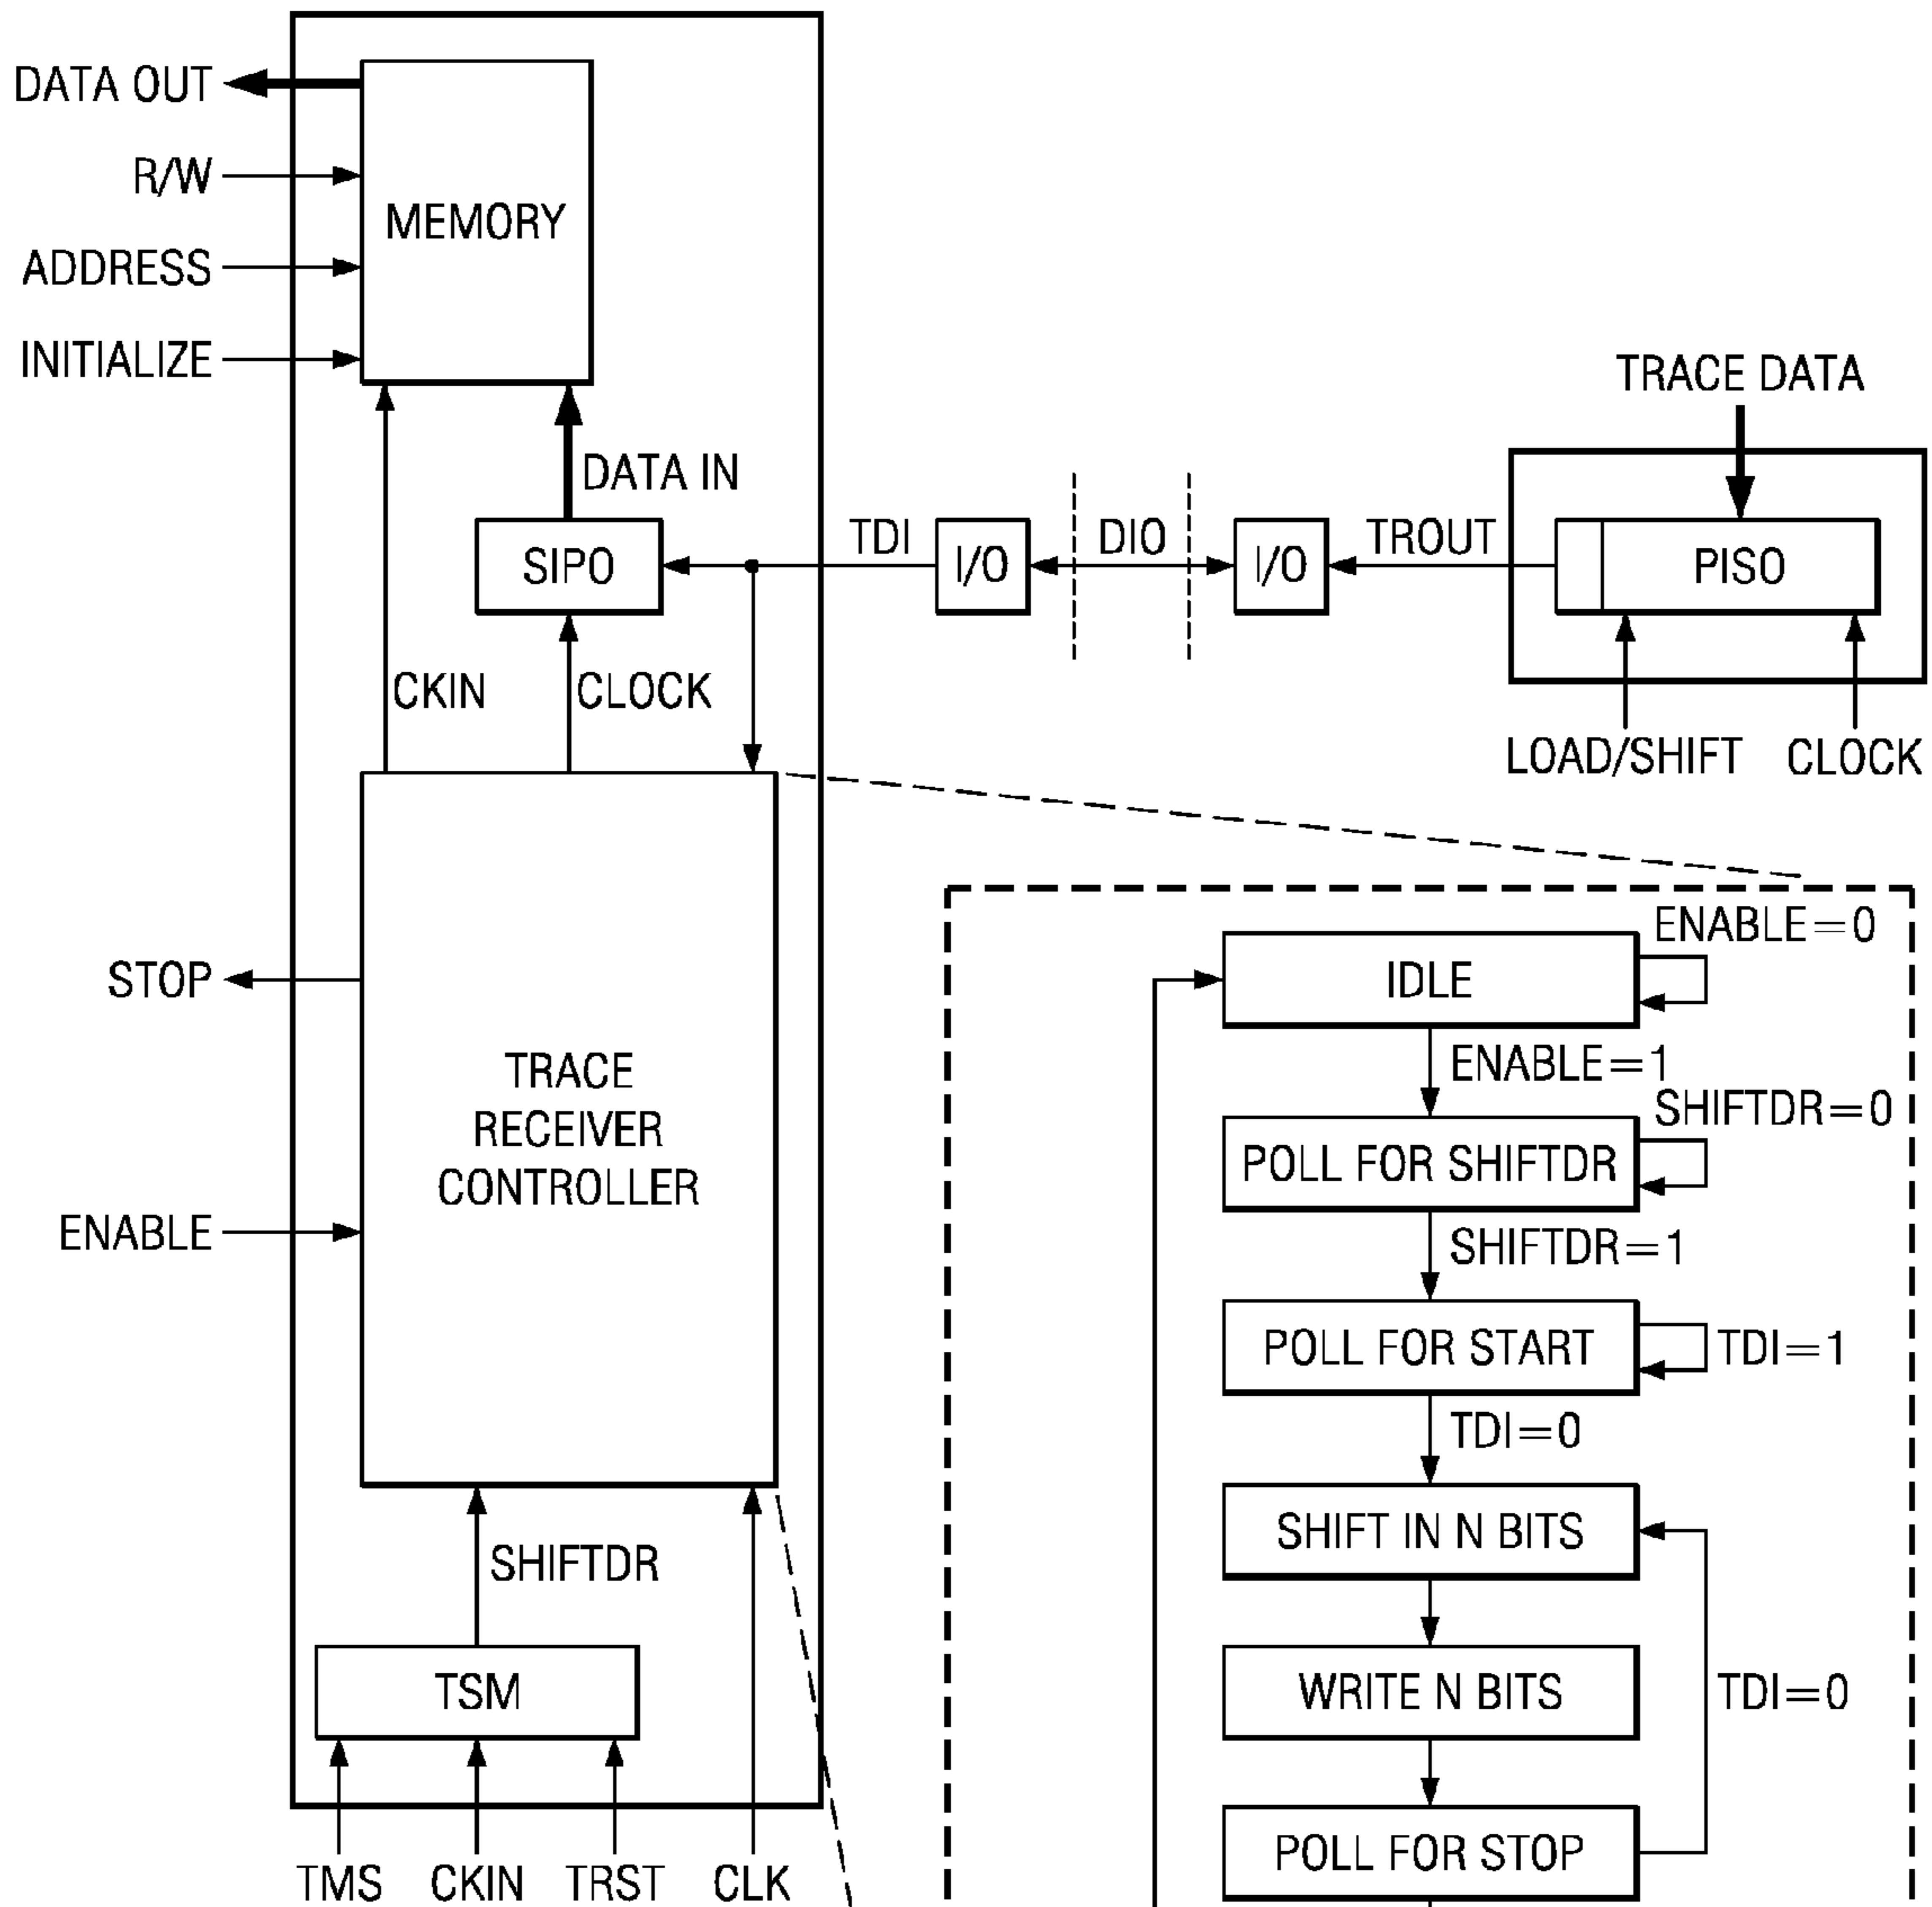 DATA OUT
R/W
ADDRESS
INITIALIZE
MEMORY
DATA IN
SIPO
CKIN
CLOCK
TDI
I/O
DIO
I/O
TROUT
TRACE DATA
PISO
LOAD/SHIFT
CLOCK
STOP
ENABLE
TRACE
RECEIVER
CONTROLLER
SHIFTDR
TSM
TMS
CKIN
TRST
CLK
ENABLE=0
IDLE
ENABLE=1
SHIFTDR=0
POLL FOR SHIFTDR
SHIFTDR=1
POLL FOR START
TDI=1
TDI=0
SHIFT IN N BITS
WRITE N BITS
TDI=0
POLL FOR STOP